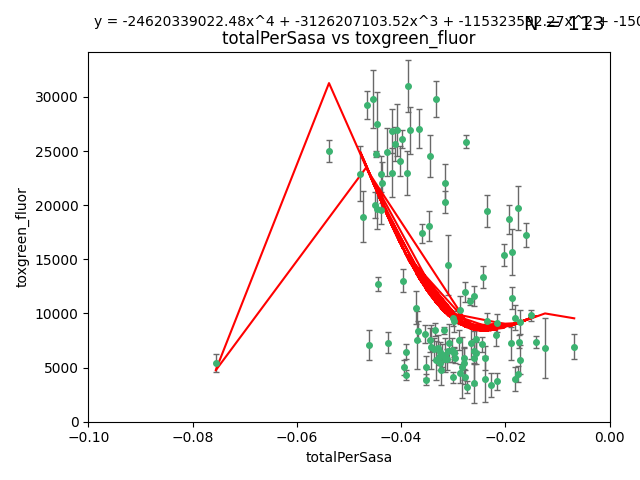 y = -24620339022.48x^4 + -3126207103.52x^3 + -115323592.27x^2 + -150
N = 113
totalPerSasa vs toxgreen_fluor
30000
25000
20000
15000
10000
5000
0
toxgreen_fluor
−0.10 −0.08 −0.06 −0.04 −0.02 0.00
totalPerSasa